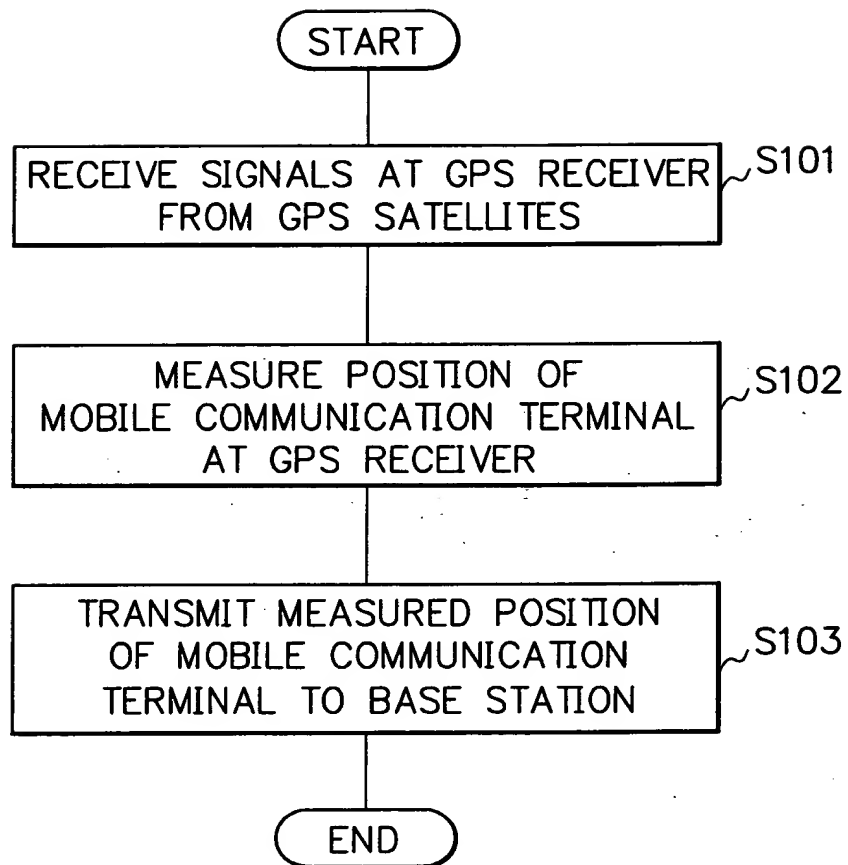 START
RECEIVE SIGNALS AT GPS RECEIVER
FROM GPS SATELLITES
S101
MEASURE POSITION OF
MOBILE COMMUNICATION TERMINAL
AT GPS RECEIVER
S102
TRANSMIT MEASURED POSITION
OF MOBILE COMMUNICATION
TERMINAL TO BASE STATION
S103
END